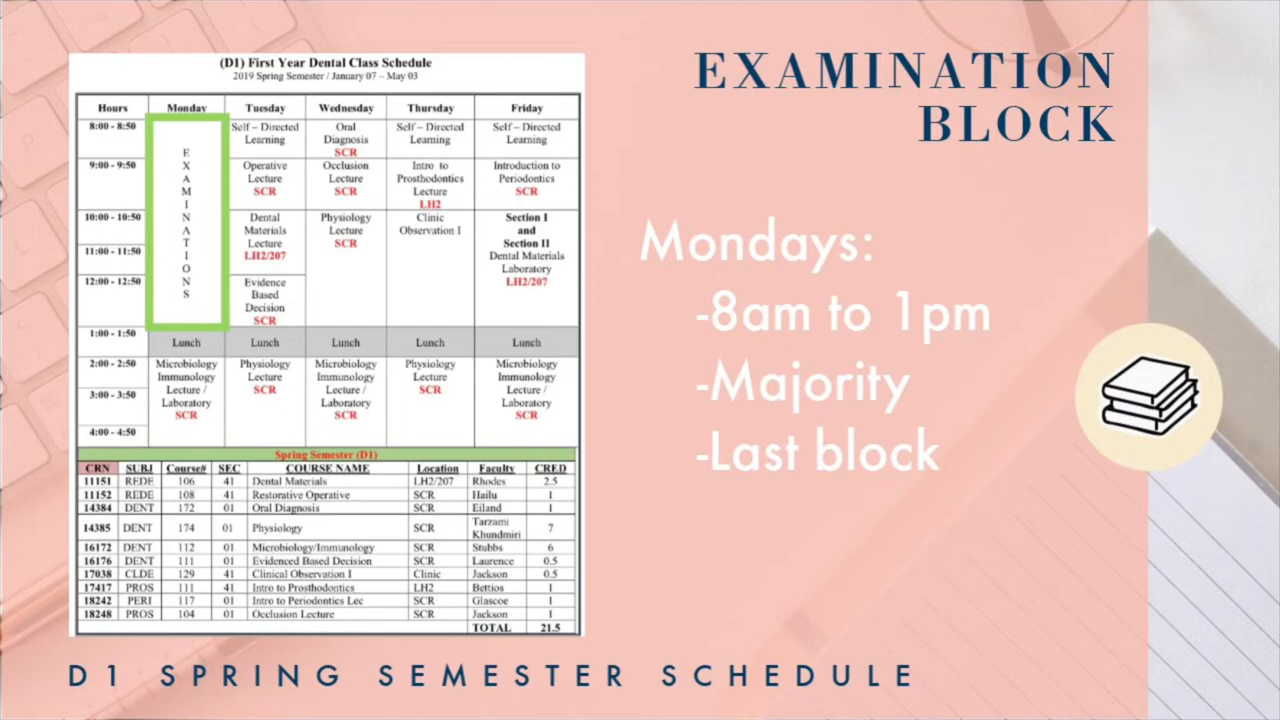 EXAMINATION
BLOCK
(D1) First Year Dental Class Schedule
2019 Spring Semester / January 07 – May 03
Hours Monday Tuesday Wednesday Thursday Friday
8:00 - 8:50
9:00 - 9:50
10:00 - 10:50
11:00 - 11:50
12:00 - 12:50
1:00 - 1:50
2:00 - 2:50
3:00 - 3:50
4:00 - 4:50
E
X
A
M
I
N
A
T
I
O
N
S
Lunch
Microbiology
Immunology
Lecture /
Laboratory
SCR
Self – Directed
Learning
Operative
Lecture
SCR
Dental
Materials
Lecture
LH2/207
Evidence
Based
Decision
SCR
Lunch
Physiology
Lecture
SCR
Oral
Diagnosis
SCR
Occlusion
Lecture
SCR
Physiology
Lecture
SCR
Lunch
Microbiology
Immunology
Lecture /
Laboratory
SCR
Self – Directed
Learning
Intro to
Prosthodontics
Lecture
LH2
Clinic
Observation I
Lunch
Physiology
Lecture
SCR
Self – Directed
Learning
Introduction to
Periodontics
SCR
Section I
and
Section II
Dental Materials
Laboratory
LH2/207
Lunch
Microbiology
Immunology
Lecture /
Laboratory
SCR
Spring Semester (D1)
CRN SUBJ Course# SEC COURSE NAME Location Faculty CRED
11151 REDE 106 41 Dental Materials LH2/207 Rhodes 2.5
11152 REDE 108 41 Restorative Operative SCR Hailu 1
14384 DENT 172 01 Oral Diagnosis SCR Eiland 1
14385 DENT 174 01 Physiology SCR Tarzami Khundmiri 7
16172 DENT 112 01 Microbiology/Immunology SCR Stubbs 6
16176 DENT 111 01 Evidenced Based Decision SCR Laurence 0.5
17038 CLDE 129 41 Clinical Observation I Clinic Jackson 0.5
17417 PROS 111 41 Intro to Prosthodontics LH2 Bettios 1
18242 PERI 117 01 Intro to Periodontics Lec SCR Glascoe 1
18248 PROS 104 01 Occlusion Lecture SCR Jackson 1
TOTAL 21.5
Mondays:
-8am to 1pm
-Majority
-Last block
D1 SPRING SEMESTER SCHEDULE